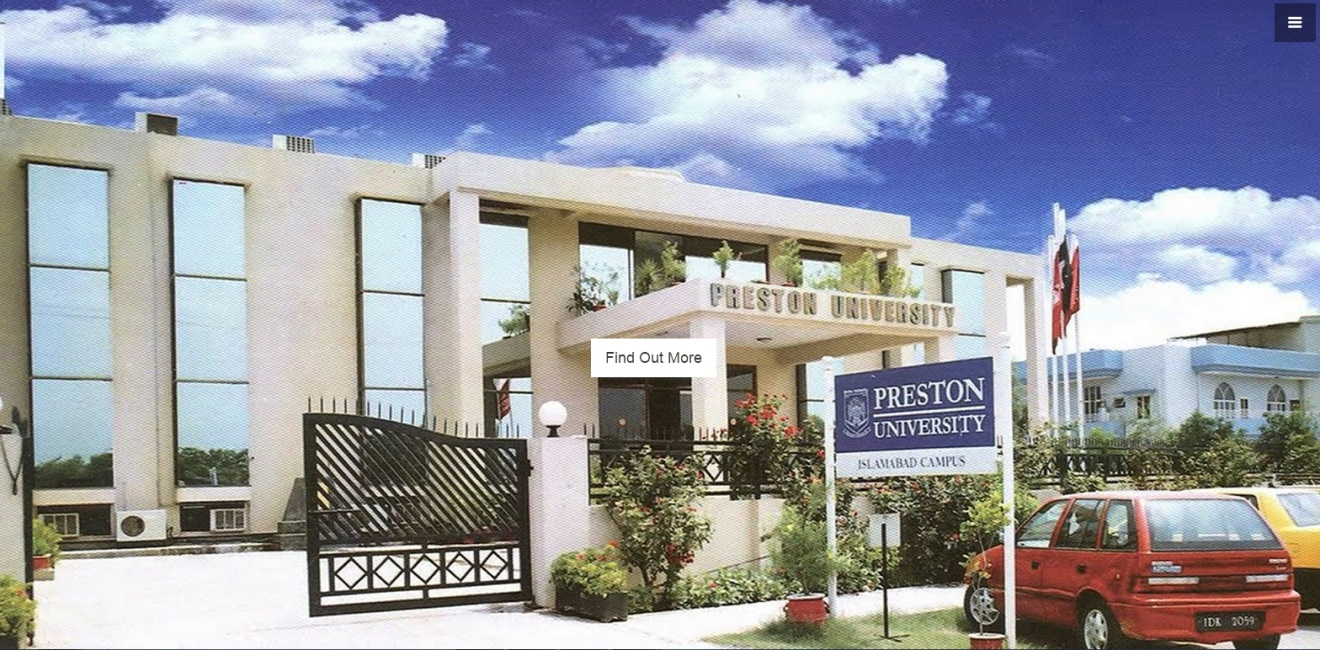 PRESTON UNIVERSITY
Find Out More
PRESTON
UNIVERSITY
ISLAMABAD CAMPUS
IDK 2059